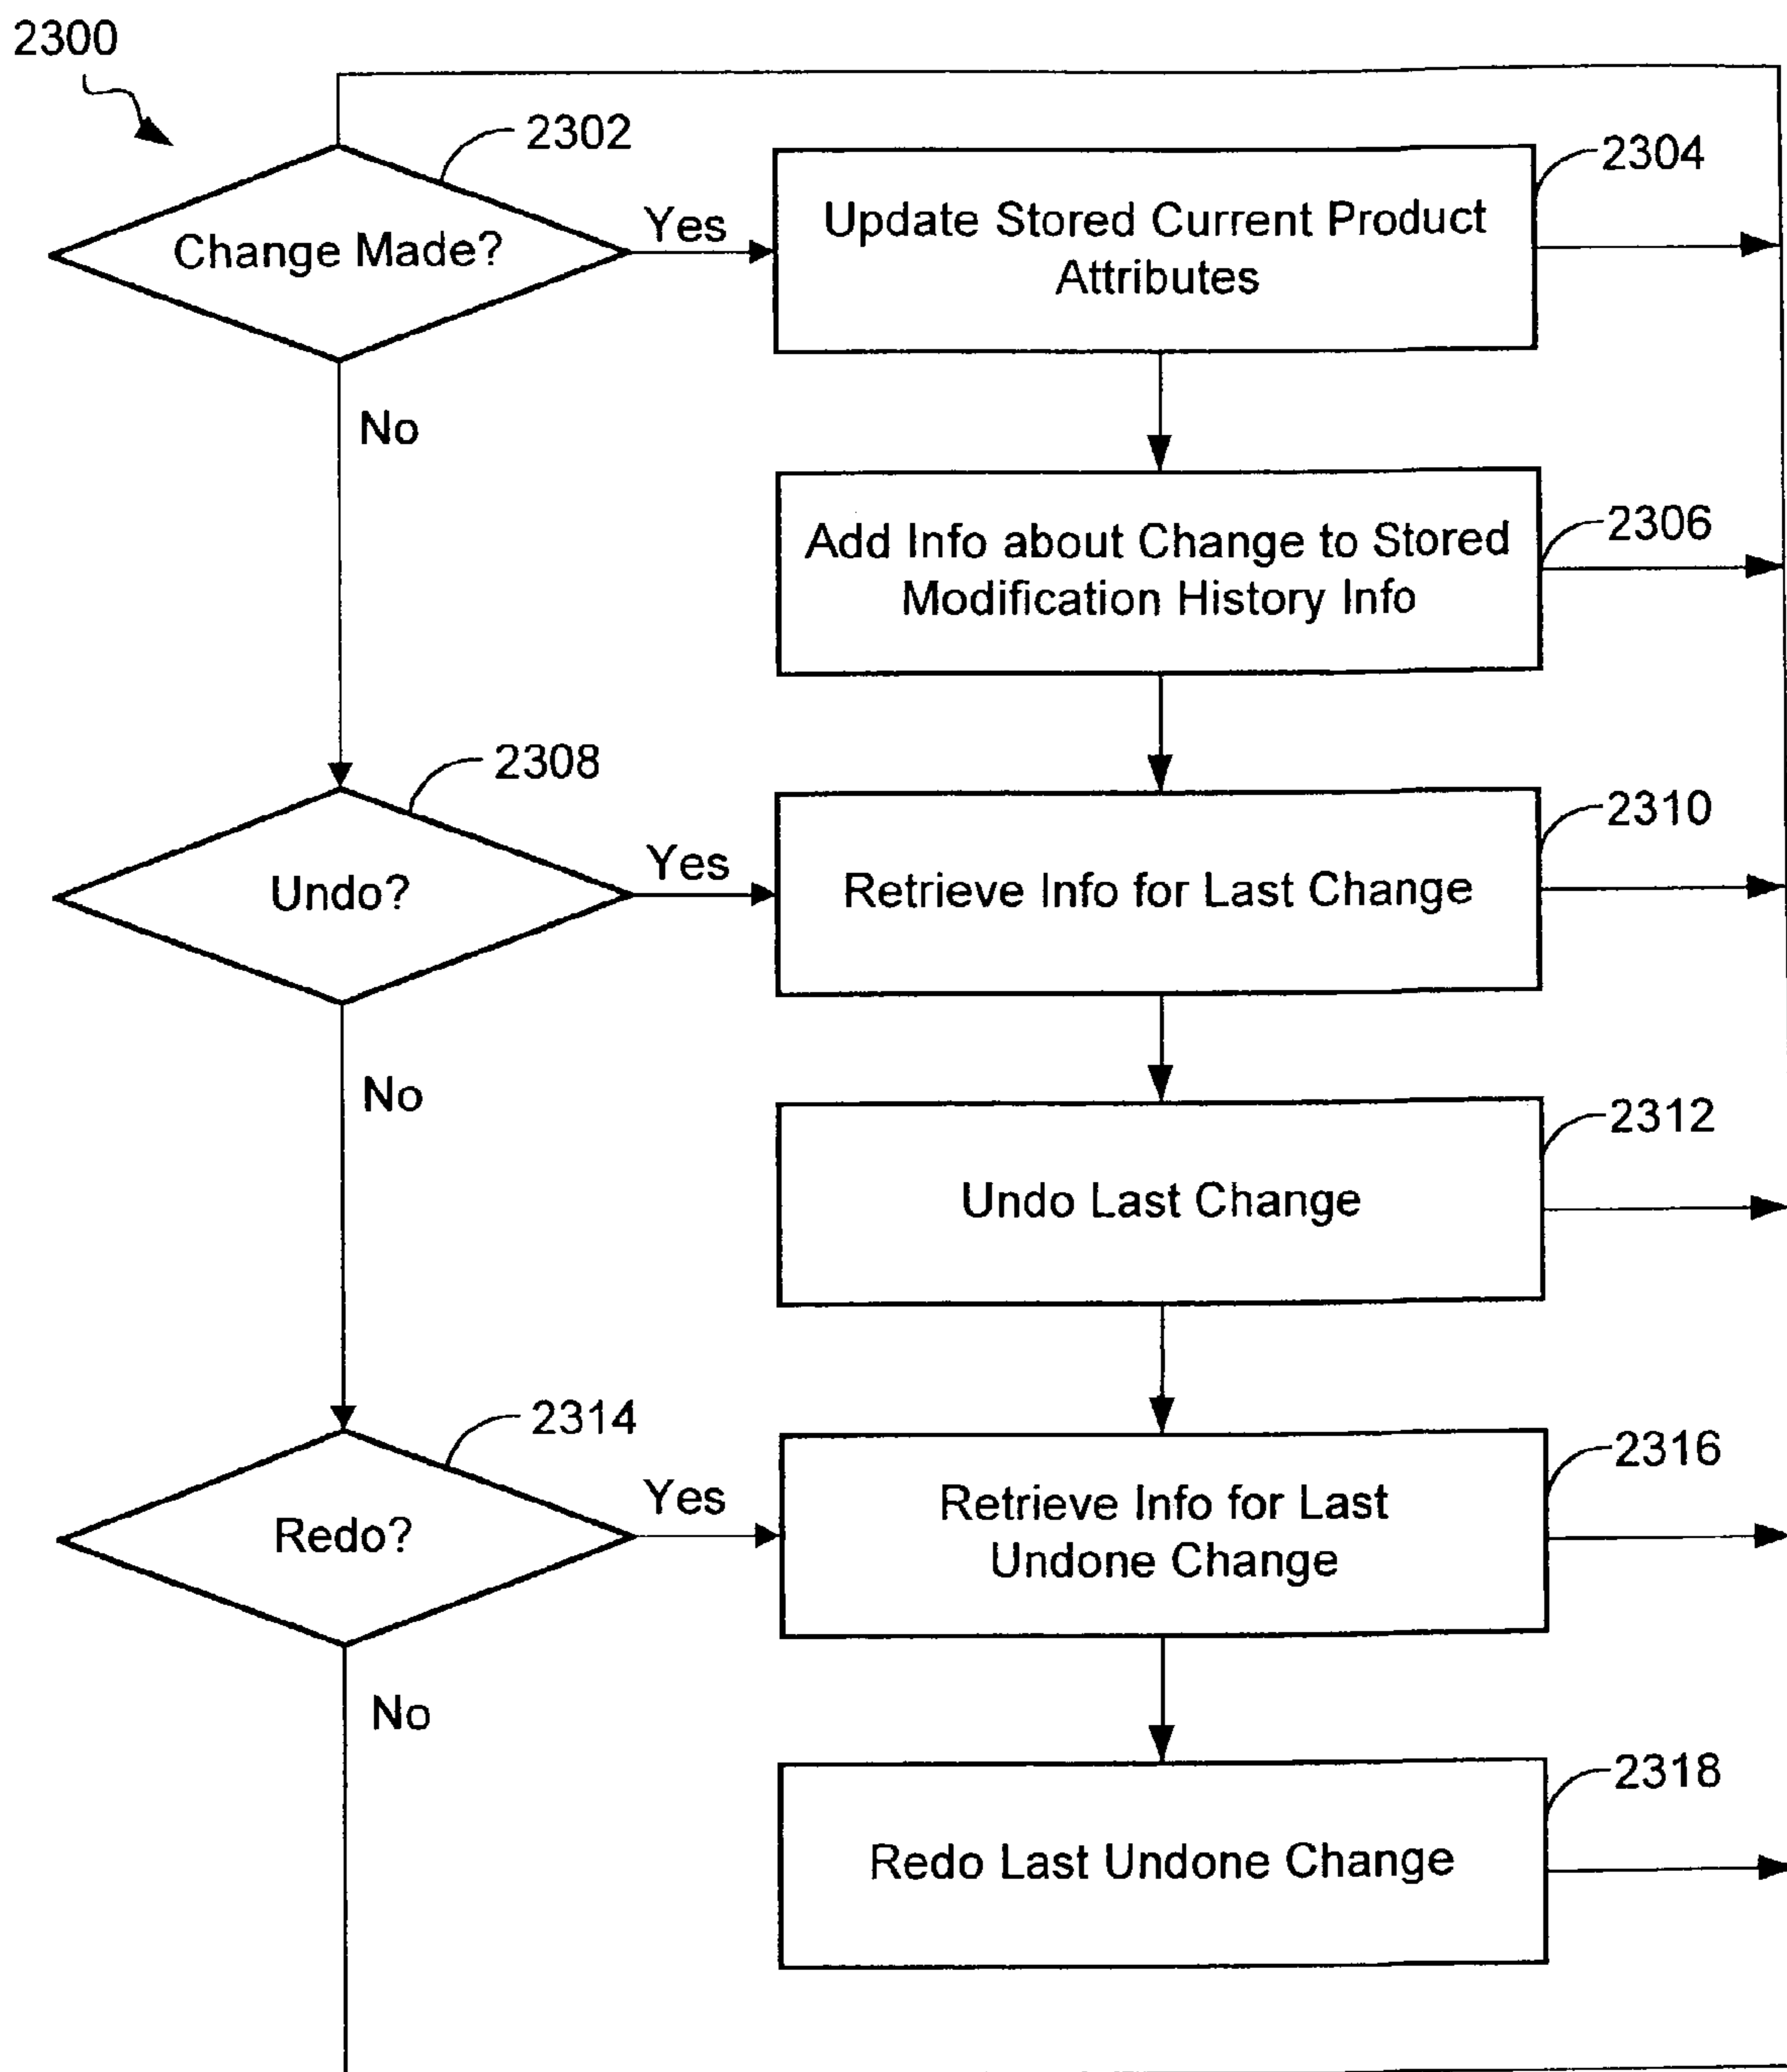 2300
2302
2304
Change Made?
Yes
Update Stored Current Product
Attributes
No
2306
Add Info about Change to Stored
Modification History Info
2308
2310
Undo?
Yes
Retrieve Info for Last Change
No
2312
Undo Last Change
2314
2316
Redo?
Yes
Retrieve Info for Last
Undone Change
No
2318
Redo Last Undone Change